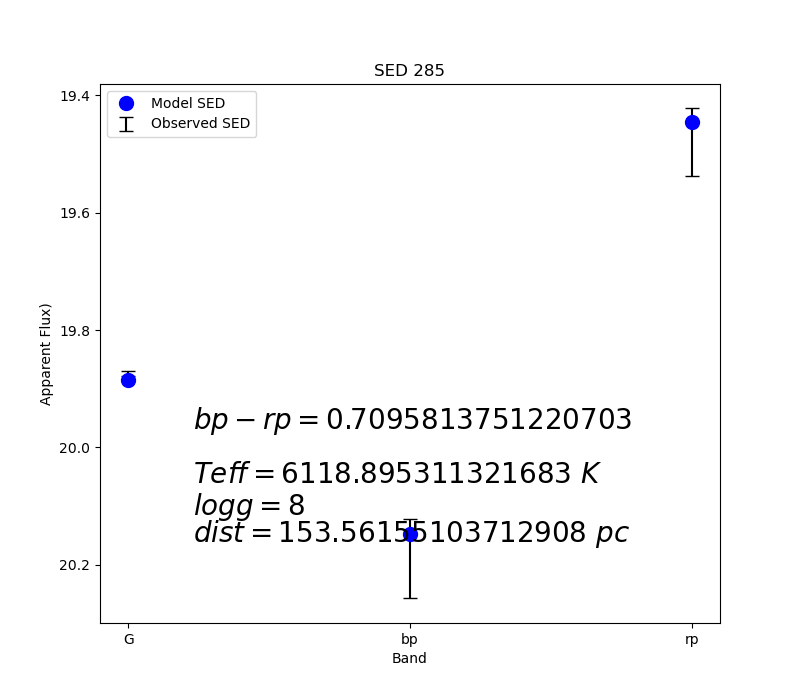 SED 285
Model SED
Observed SED
19.4
19.6
19.8
20.0
20.2
Apparent Flux)
bp − rp = 0.7095813751220703
Teff = 6118.895311321683 K
logg = 8
dist = 153.56155103712908 pc
G
bp
rp
Band